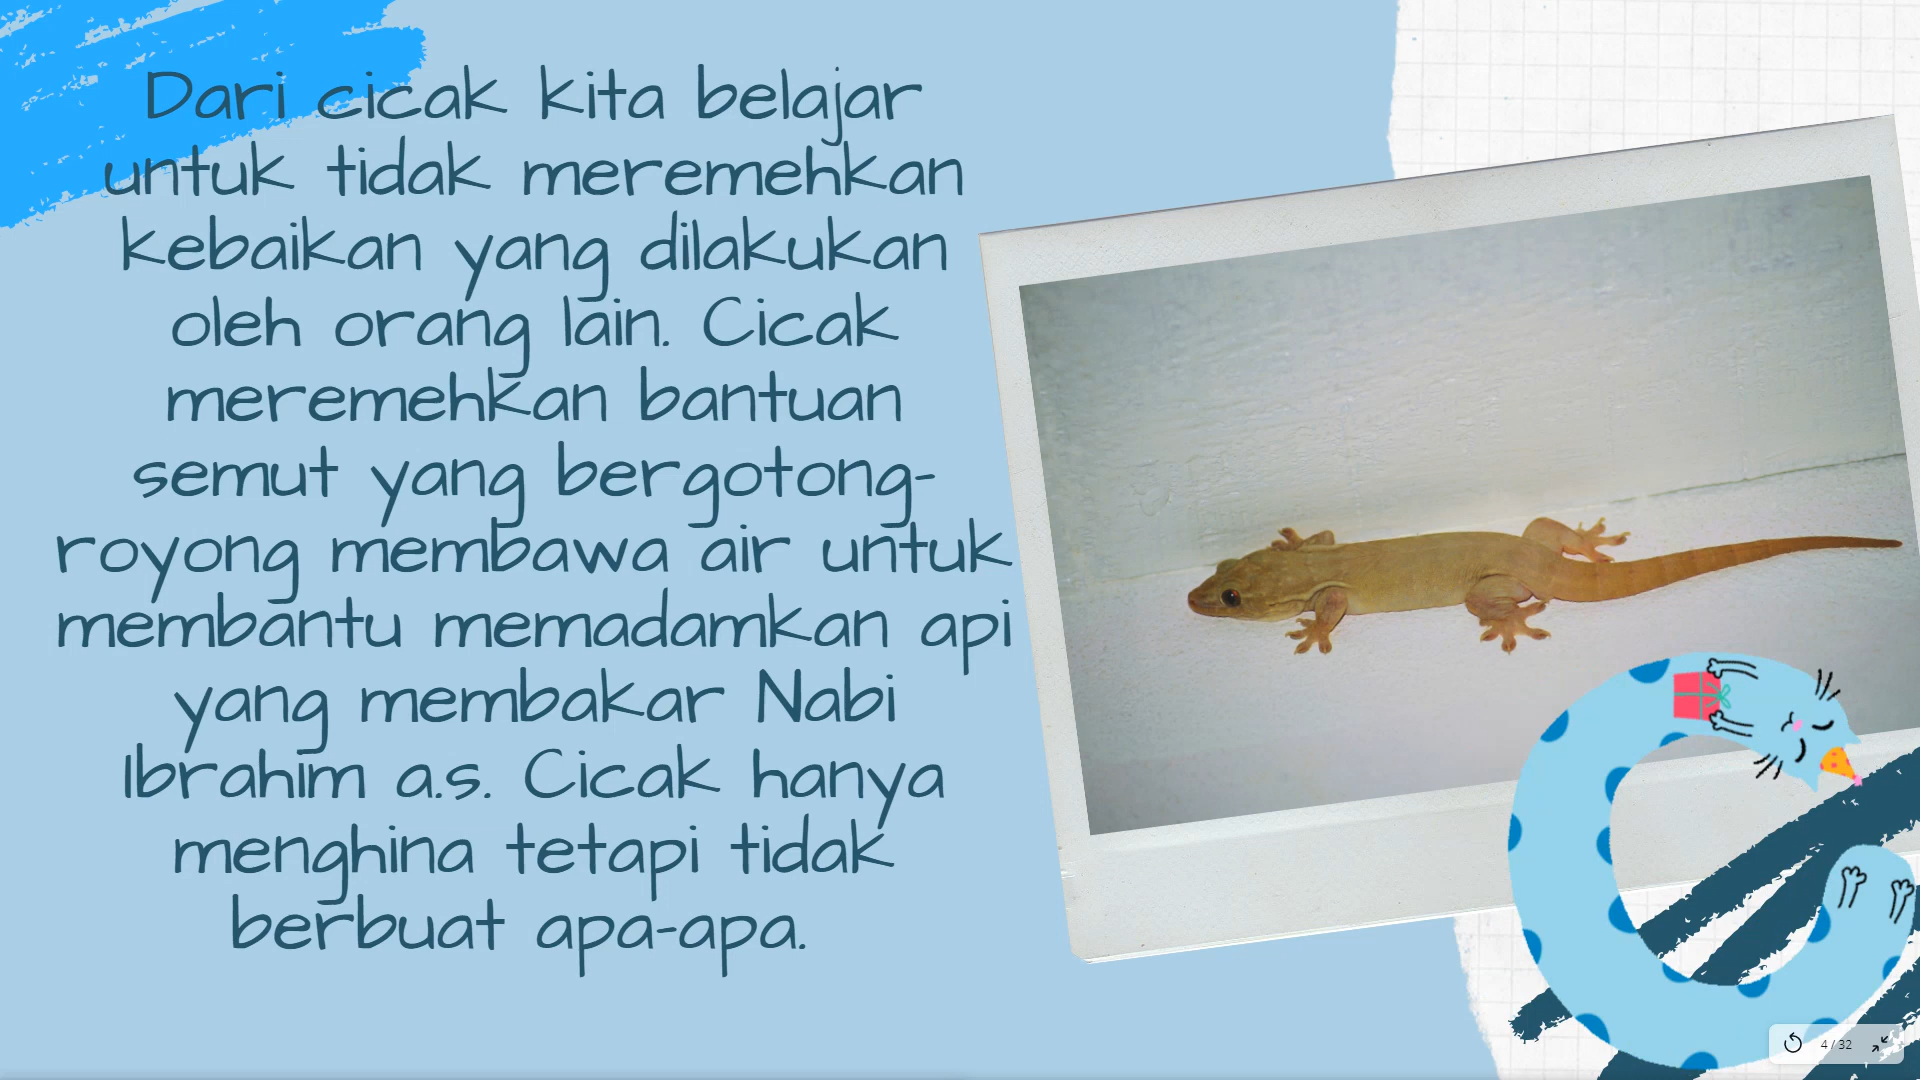 Dari cicak kita belajar
untuk tidak meremehkan
kebaikan yang dilakukan
oleh orang lain. Cicak
meremehkan bantuan
semut yang bergotong-
royong membawa air untuk
membantu memadamkan api
yang membakar Nabi
Ibrahim a.s. Cicak hanya
menghina tetapi tidak
berbuat apa-apa.
4 / 32